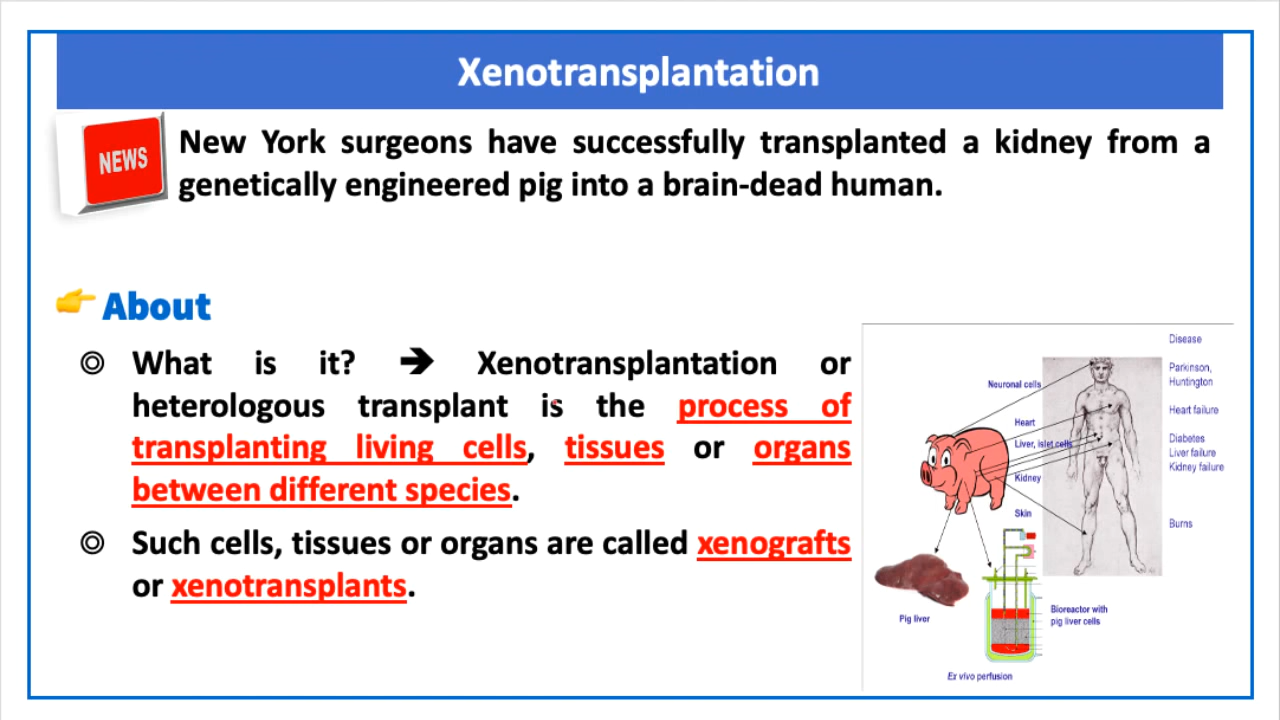 Xenotransplantation
NEWS
New York surgeons have successfully transplanted a kidney from a
genetically engineered pig into a brain-dead human.
👉 About
◎ What is it? ➔ Xenotransplantation or
heterologous transplant is the process of
transplanting living cells, tissues or organs
between different species.
◎ Such cells, tissues or organs are called xenografts
or xenotransplants.
Disease
Neuronal cells
Parkinson,
Huntington
Heart
Heart failure
Liver, islet cells
Diabetes
Liver failure
Kidney
Kidney failure
Skin
Burns
Pig liver
Bioreactor with
pig liver cells
Ex vivo perfusion